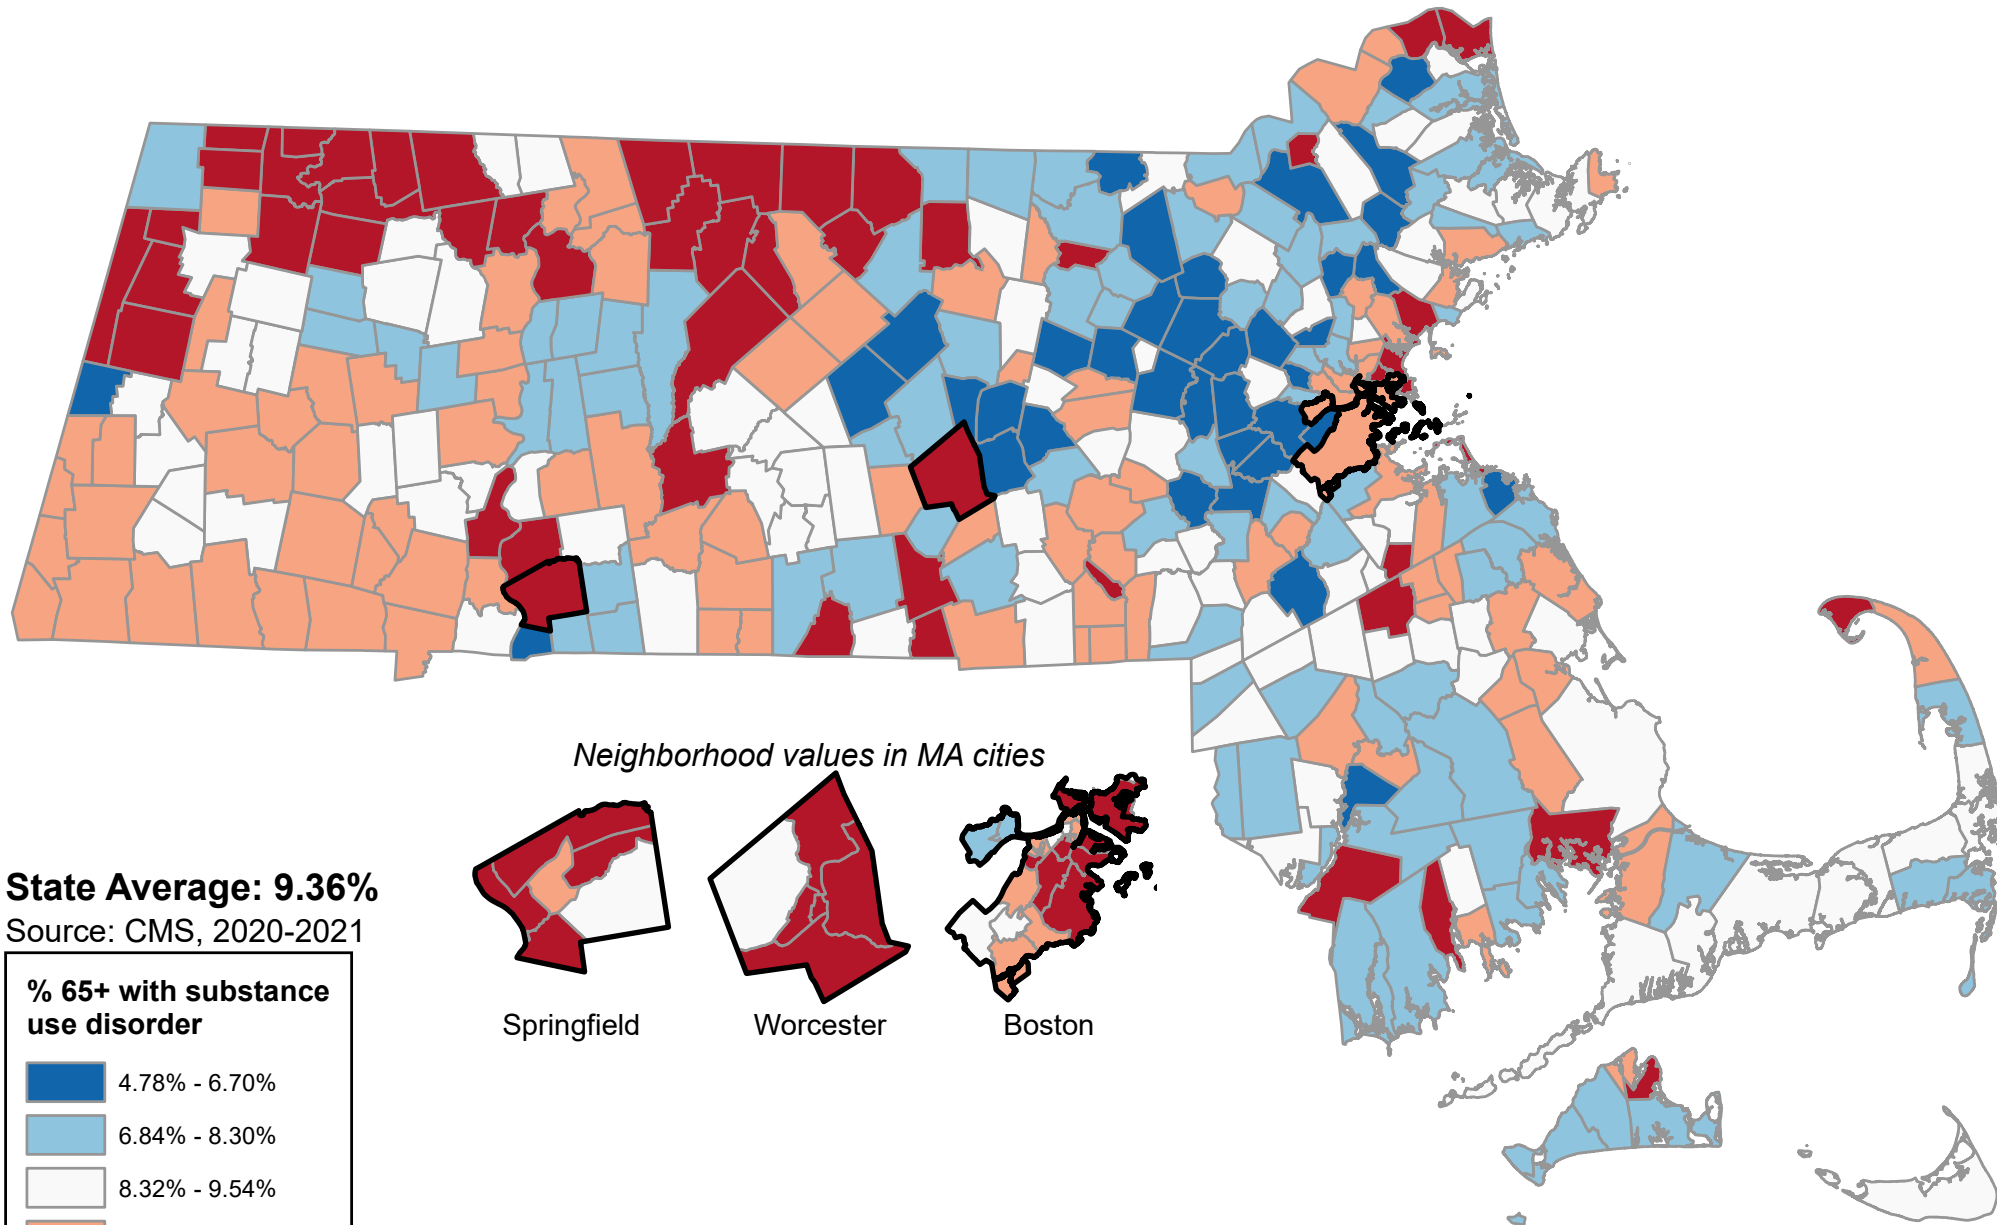 Neighborhood values in MA cities
Springfield
Worcester
Boston
State Average: 9.36%
Source: CMS, 2020-2021
% 65+ with substance
use disorder
4.78% - 6.70%
6.84% - 8.30%
8.32% - 9.54%